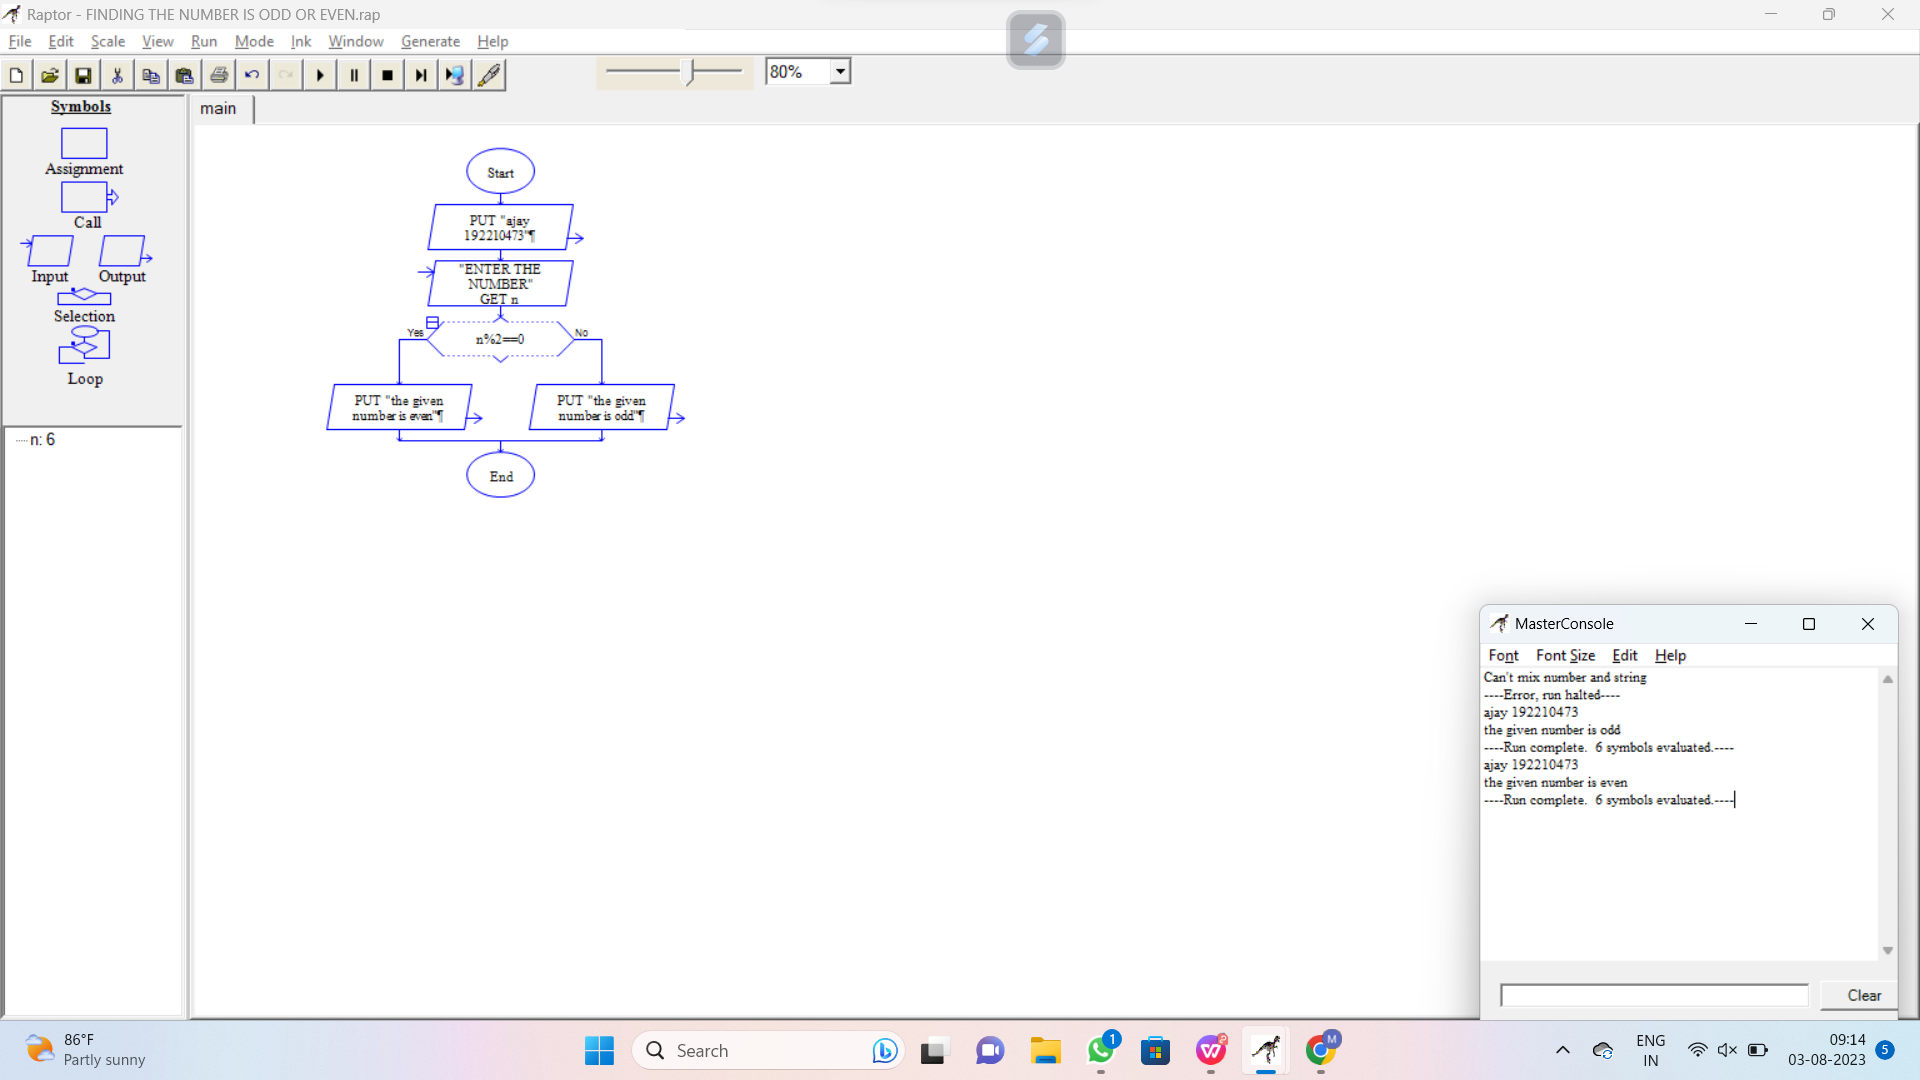 Raptor - FINDING THE NUMBER IS ODD OR EVEN.rap
File Edit Scale View Run Mode Ink Window Generate Help
80%
Symbols
Assignment
Call
Input Output
Selection
Loop
n: 6
main
Start
PUT "ajay
192210473"¶
"ENTER THE
NUMBER"
GET n
Yes
n%2==0
No
PUT "the given
number is even"¶
PUT "the given
number is odd"¶
End
MasterConsole
Font Font Size Edit Help
Can't mix number and string
----Error, run halted----
ajay 192210473
the given number is odd
----Run complete. 6 symbols evaluated.----
ajay 192210473
the given number is even
----Run complete. 6 symbols evaluated.----
Clear
86°F
Partly sunny
Search
1
M
ENG
IN
09:14
03-08-2023
5